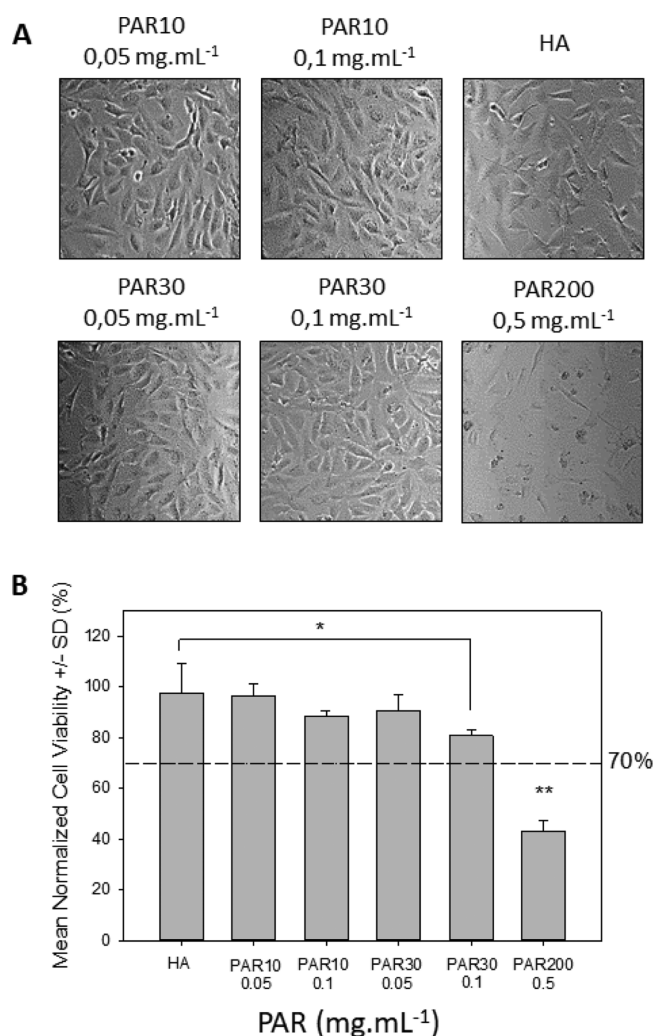 A
PAR10
0,05 mg.mL⁻¹
PAR10
0,1 mg.mL⁻¹
HA
PAR30
0,05 mg.mL⁻¹
PAR30
0,1 mg.mL⁻¹
PAR200
0,5 mg.mL⁻¹
B
Mean Normalized Cell Viability +/- SD (%)
120
100
80
60
40
20
0
*
70%
**
HA
PAR10
0.05
PAR10
0.1
PAR30
0.05
PAR30
0.1
PAR200
0.5
PAR (mg.mL⁻¹)